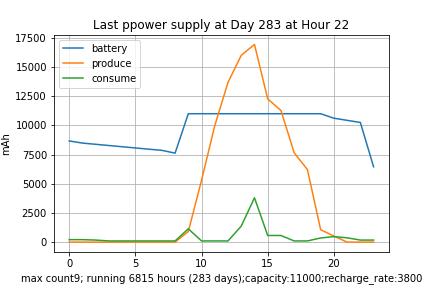 Last ppower supply at Day 283 at Hour 22
17500
15000
12500
10000
7500
5000
2500
0
mAh
battery
produce
consume
0 5 10 15 20
max count9; running 6815 hours (283 days);capacity:11000;recharge_rate:3800